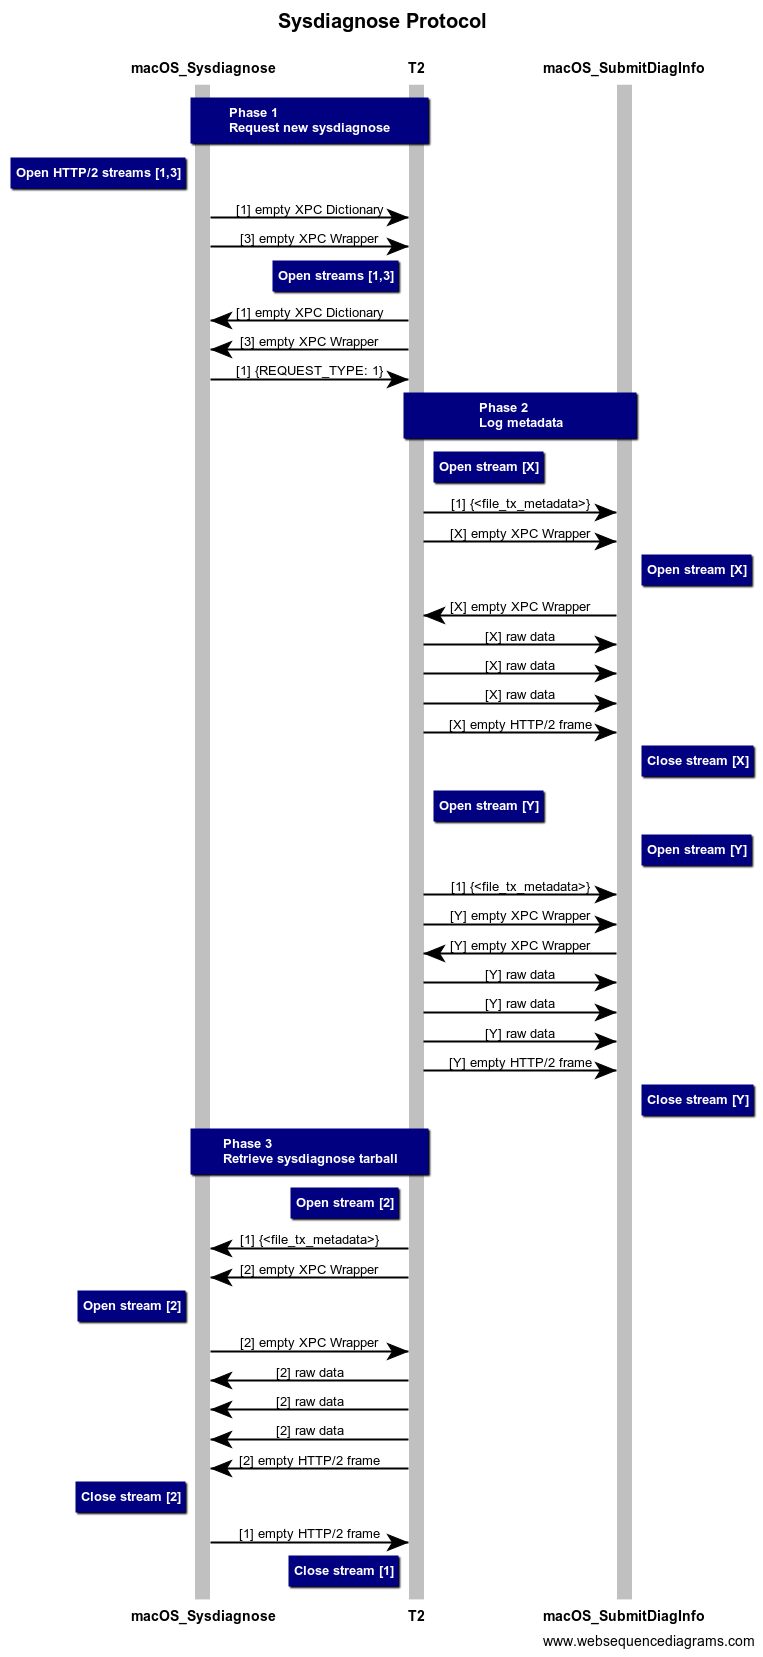 Sysdiagnose Protocol
macOS_Sysdiagnose
T2
macOS_SubmitDiagInfo
Phase 1
Request new sysdiagnose
Open HTTP/2 streams [1,3]
[1] empty XPC Dictionary
[3] empty XPC Wrapper
Open streams [1,3]
[1] empty XPC Dictionary
[3] empty XPC Wrapper
[1] {REQUEST_TYPE: 1}
Phase 2
Log metadata
Open stream [X]
[1] {<file_tx_metadata>}
[X] empty XPC Wrapper
Open stream [X]
[X] empty XPC Wrapper
[X] raw data
[X] raw data
[X] raw data
[X] empty HTTP/2 frame
Close stream [X]
Open stream [Y]
Open stream [Y]
[1] {<file_tx_metadata>}
[Y] empty XPC Wrapper
[Y] empty XPC Wrapper
[Y] raw data
[Y] raw data
[Y] raw data
[Y] empty HTTP/2 frame
Close stream [Y]
Phase 3
Retrieve sysdiagnose tarball
Open stream [2]
[1] {<file_tx_metadata>}
[2] empty XPC Wrapper
Open stream [2]
[2] empty XPC Wrapper
[2] raw data
[2] raw data
[2] raw data
[2] empty HTTP/2 frame
Close stream [2]
[1] empty HTTP/2 frame
Close stream [1]
macOS_Sysdiagnose
T2
macOS_SubmitDiagInfo
www.websequencediagrams.com